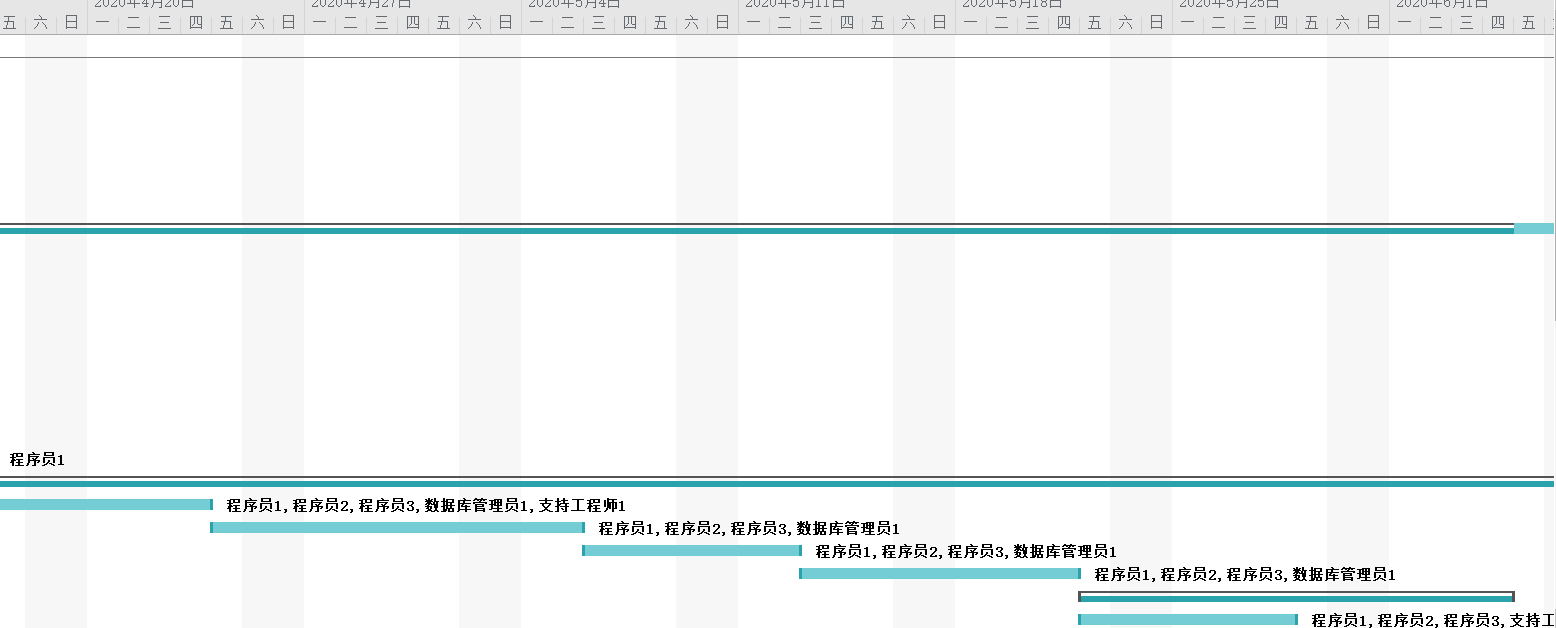 2020年4月20日 2020年4月27日 2020年5月4日 2020年5月11日 2020年5月18日 2020年5月25日 2020年6月1日
五 六 日 一 二 三 四 五 六 日 一 二 三 四 五 六 日 一 二 三 四 五 六 日 一 二 三 四 五 六 日 一 二 三 四 五 六 日 一 二 三 四 五 六 日 一 二 三 四 五
程序员1
程序员1,程序员2,程序员3,数据库管理员1,支持工程师1
程序员1,程序员2,程序员3,数据库管理员1
程序员1,程序员2,程序员3,数据库管理员1
程序员1,程序员2,程序员3,数据库管理员1
程序员1,程序员2,程序员3,支持工